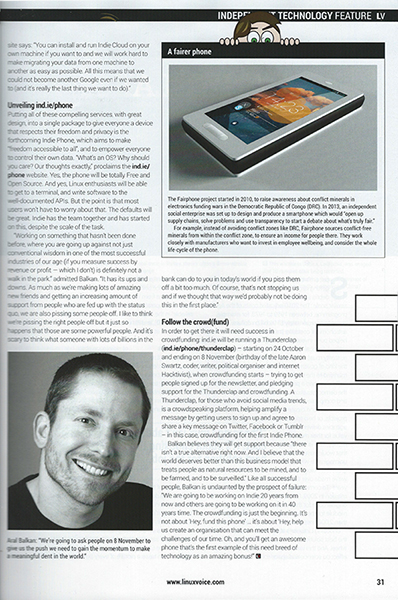 INDEPENDENT TECHNOLOGY FEATURE LV
site says: "You can install and run Indie Cloud on your
own machine if you want to and we will work hard to
make migrating your data from one machine to
another as easy as possible. All this means that we
could not become another Google even if we wanted
to (and it's really the last thing we want to do)."
Unveiling ind.ie/phone
Putting all of these compelling services, with great
design, into a single package to give everyone a device
that respects their freedom and privacy is the
forthcoming Indie Phone, which aims to make
"freedom accessible to all", and to empower everyone
to control their own data. "What's an OS? Why should
you care? Our thoughts exactly," proclaims the ind.ie/
phone website. Yes, the phone will be totally Free and
Open Source. And yes, Linux enthusiasts will be able
to get to a terminal, and write software to the
well-documented APIs. But the point is that most
users won't have to worry about that. The defaults will
be great. Indie has the team together and has started
on this, despite the scale of the task.
"Working on something that hasn't been done
before, where you are going up against not just
conventional wisdom in one of the most successful
industries of our age (if you measure success by
revenue or profit – which I don't) is definitely not a
walk in the park," admitted Balkan. "It has its ups and
downs. As much as we're making lots of amazing
new friends and getting an increasing amount of
support from people who are fed up with the status
quo, we are also pissing some people off. I like to think
we're pissing the right people off but it just so
happens that those are some powerful people. And it's
scary to think what someone with lots of billions in the
Aral Balkan: "We're going to ask people on 8 November to
give us the push we need to gain the momentum to make
a meaningful dent in the world."
A fairer phone
The Fairphone project started in 2010, to raise awareness about conflict minerals in
electronics funding wars in the Democratic Republic of Congo (DRC). In 2013, an independent
social enterprise was set up to design and produce a smartphone which would "open up
supply chains, solve problems and use transparency to start a debate about what's truly fair."
For example, instead of avoiding conflict zones like DRC, Fairphone sources conflict-free
minerals from within the conflict zone, to ensure an income for people there. They work
closely with manufacturers who want to invest in employee wellbeing, and consider the whole
life cycle of the phone.
bank can do to you in today's world if you piss them
off a bit too much. Of course, that's not stopping us
and if we thought that way we'd probably not be doing
this in the first place."
Follow the crowd(fund)
In order to get there it will need success in
crowdfunding. ind.ie will be running a Thunderclap
(ind.ie/phone/thunderclap) – starting on 24 October
and ending on 8 November (birthday of the late Aaron
Swartz, coder, writer, political organiser and internet
Hacktivist), when crowdfunding starts – trying to get
people signed up for the newsletter, and pledging
support for the Thunderclap and crowdfunding. A
Thunderclap, for those who avoid social media trends,
is a crowdspeaking platform, helping amplify a
message by getting users to sign up and agree to
share a key message on Twitter, Facebook or Tumblr
– in this case, crowdfunding for the first Indie Phone.
Balkan believes they will get support because "there
isn't a true alternative right now. And I believe that the
world deserves better than this business model that
treats people as natural resources to be mined, and to
be farmed, and to be surveilled." Like all successful
people, Balkan is undaunted by the prospect of failure:
"We are going to be working on Indie 20 years from
now and others are going to be working on it in 40
years time. The crowdfunding is just the beginning. It's
not about 'Hey, fund this phone' ... it's about 'Hey, help
us create an organisation that can meet the
challenges of our time. Oh, and you'll get an awesome
phone that's the first example of this need breed of
technology as an amazing bonus!"
www.linuxvoice.com
31